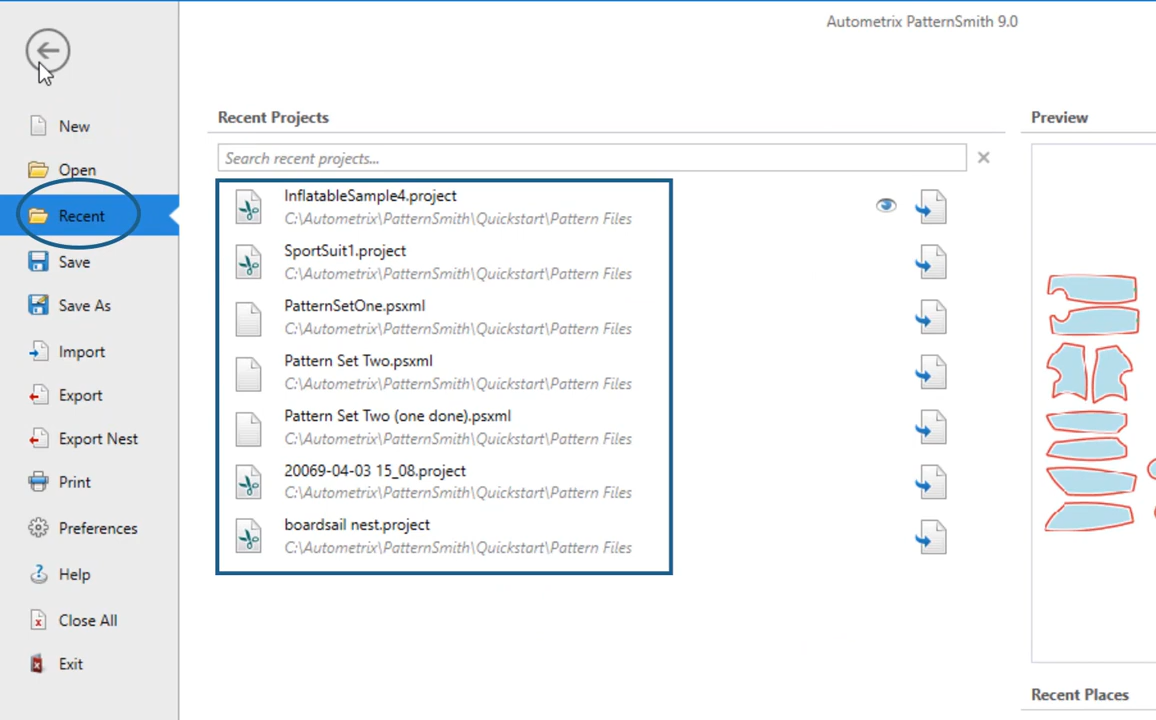 Autometrix PatternSmith 9.0
New
Open
Recent
Save
Save As
Import
Export
Export Nest
Print
Preferences
Help
Close All
Exit
Recent Projects
Search recent projects...
InflatableSample4.project
C:\Autometrix\PatternSmith\Quickstart\Pattern Files
SportSuit1.project
C:\Autometrix\PatternSmith\Quickstart\Pattern Files
PatternSetOne.psxml
C:\Autometrix\PatternSmith\Quickstart\Pattern Files
Pattern Set Two.psxml
C:\Autometrix\PatternSmith\Quickstart\Pattern Files
Pattern Set Two (one done).psxml
C:\Autometrix\PatternSmith\Quickstart\Pattern Files
20069-04-03 15_08.project
C:\Autometrix\PatternSmith\Quickstart\Pattern Files
boardsail nest.project
C:\Autometrix\PatternSmith\Quickstart\Pattern Files
Preview
Recent Places